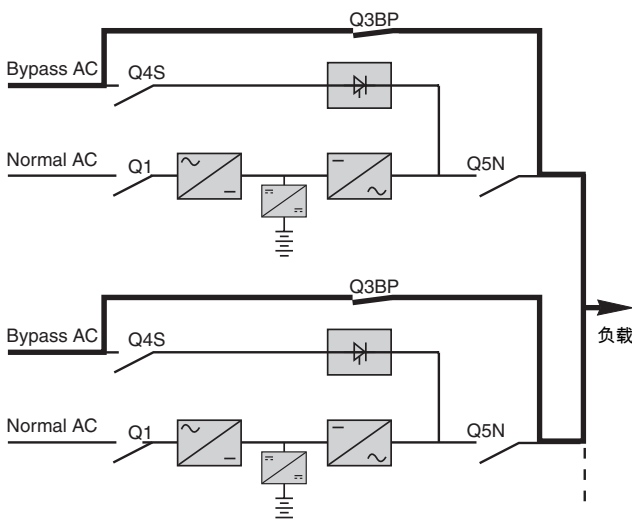 Q3BP
Bypass AC
Q4S
Normal AC
Q1
Q5N
Q3BP
负载
Bypass AC
Q4S
Normal AC
Q1
Q5N